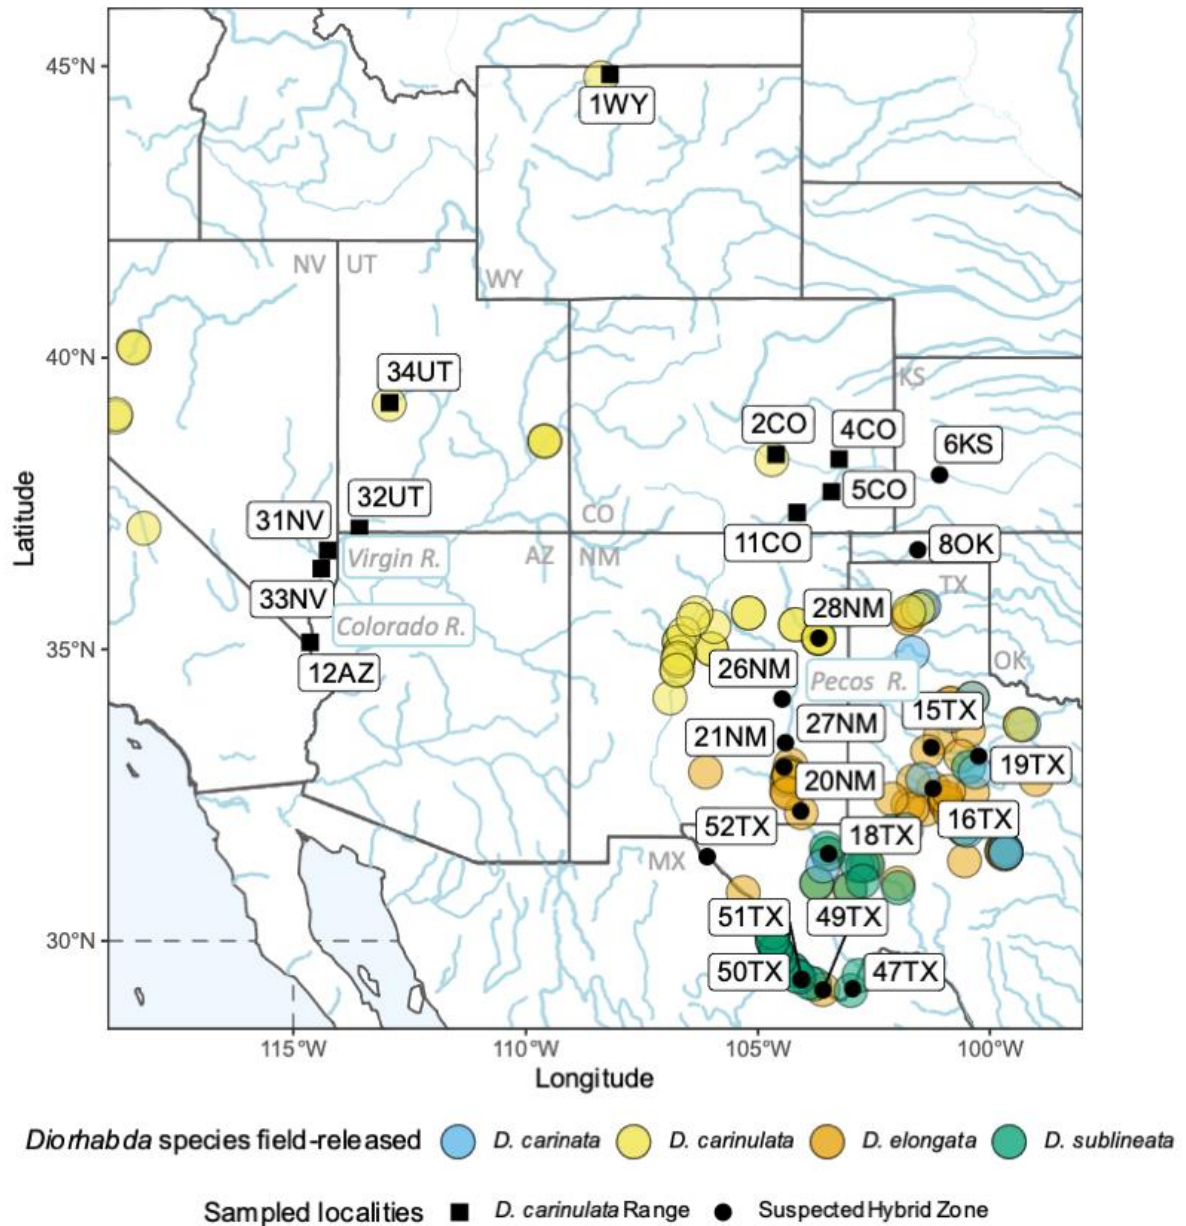 45°N
1WY
NV
UT
WY
40°N
34UT
KS
2CO
4CO
6KS
32UT
5CO
31NV
CO
11CO
8OK
Virgin R.
AZ
NM
TX
33NV
28NM
Colorado R.
35°N
12AZ
26NM
Pecos R.
OK
15TX
21NM
27NM
19TX
20NM
52TX
18TX
16TX
MX
51TX
49TX
30°N
50TX
47TX
115°W
110°W
105°W
100°W
Latitude
Longitude
Diorhabda species field-released
D. carinata
D. carinulata
D. elongata
D. sublineata
Sampled localities
D. carinulata Range
Suspected Hybrid Zone